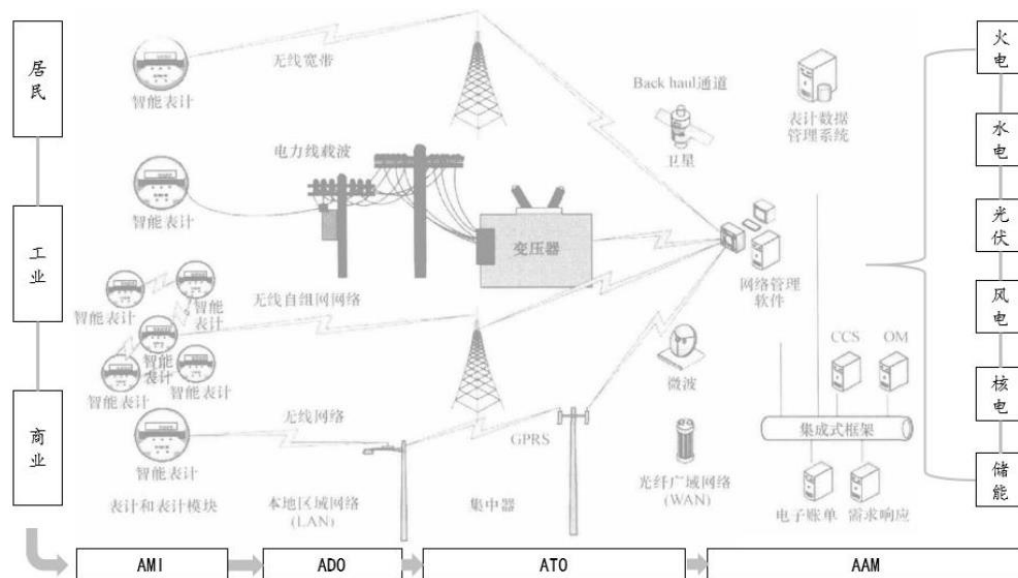 居民
工业
商业
智能表计
无线宽带
Back haul通道
卫星
表计数据
管理系统
智能表计
电力线载波
变压器
网络管理
软件
智能表计
智能
表计
智能
表计
智能表计
智能表计
无线自组网网络
微波
CCS
OM
集成式框架
智能表计
无线网络
GPRS
光纤广域网络
(WAN)
电子账单
需求响应
表计和表计模块
本地区域网络
(LAN)
集中器
火电
水电
光伏
风电
核电
储能
AMI
ADO
ATO
AAM